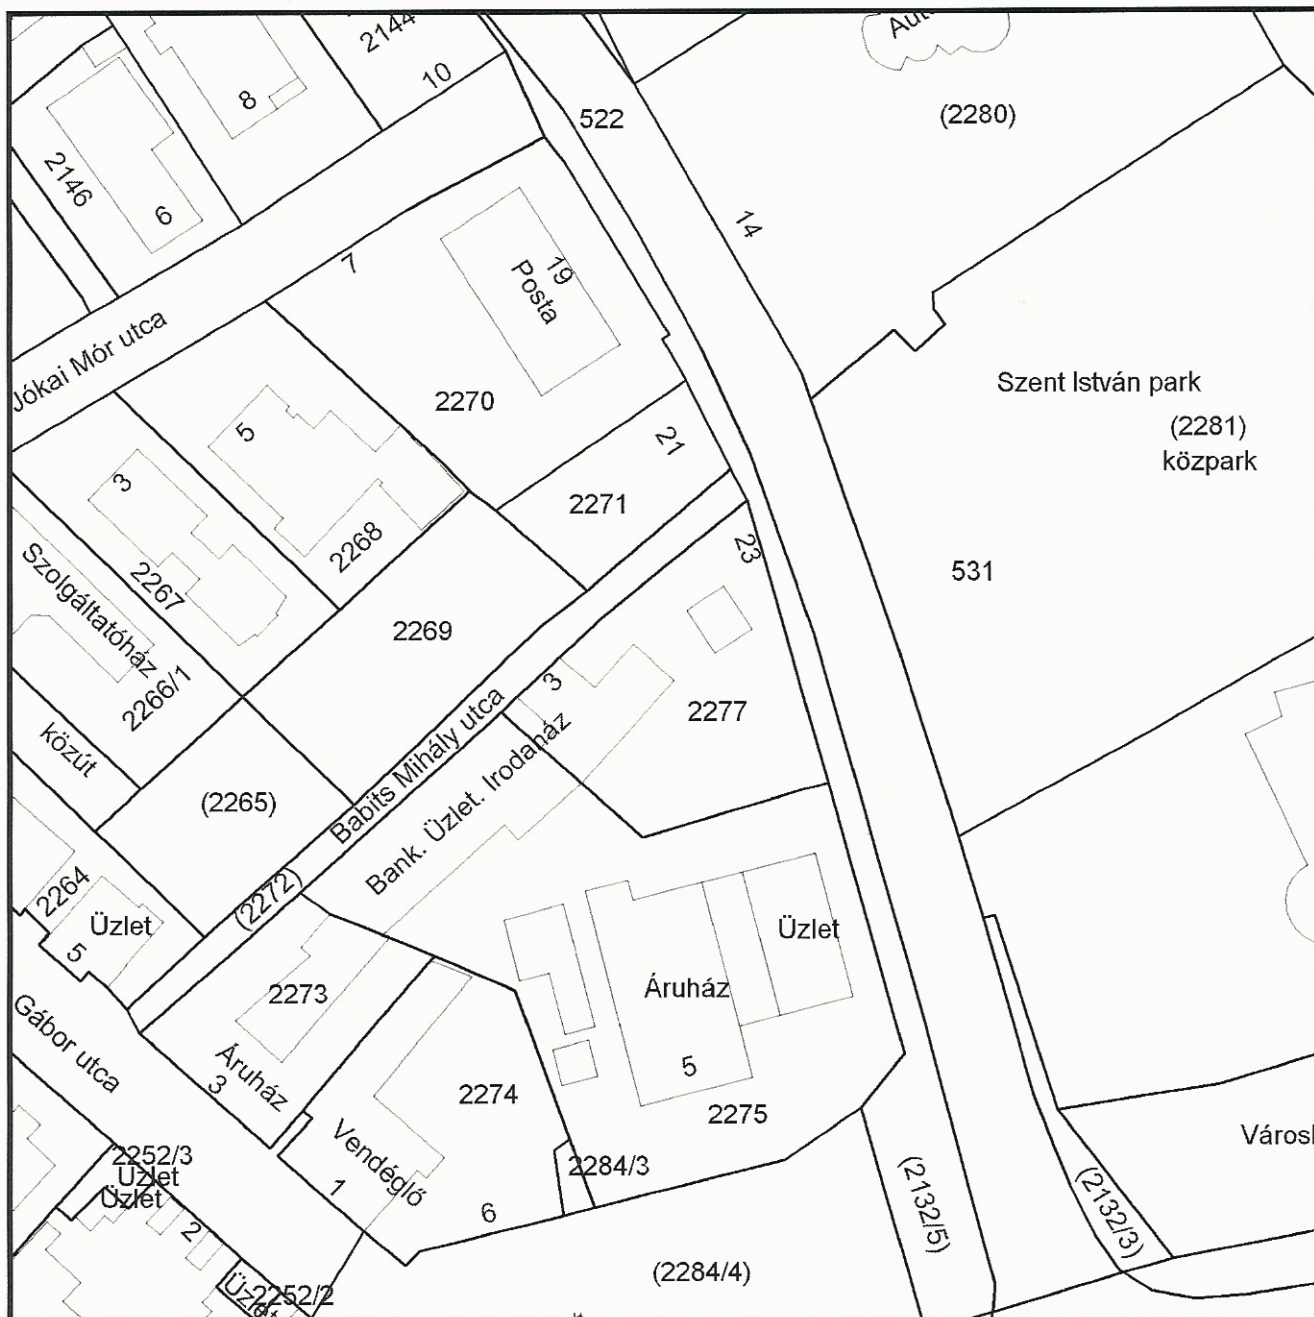 2144
10
8
2146
6
522
(2280)
14
7
19
Posta
Jókai Mór utca
2270
Szent István park
(2281)
közpark
5
21
3
2271
2268
23
Szolgáltatóház
2267
531
2269
2266/1
3
2277
közút
Babits Mihály utca
Bank. Üzlet. Irodaház
(2265)
2264
(2272)
Üzlet
5
Üzlet
2273
Áruház
Gábor utca
Áruház
3
5
2274
2275
Vendéglő
2252/3
Üzlet
Üzlet
2284/3
1
6
2
(2132/5)
(2132/3)
(2284/4)
2252/2